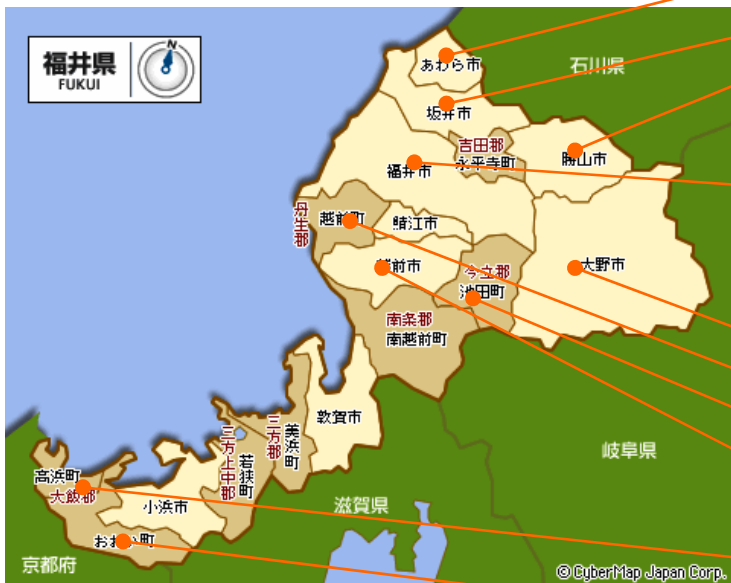 福井県
FUKUI
N
あわら市
石川県
坂井市
吉田郡
永平寺町
勝山市
福井市
丹生郡
越前町
鯖江市
越前市
今立郡
池田町
大野市
南条郡
南越前町
敦賀市
三方郡
美浜町
三方上中郡
若狭町
岐阜県
高浜町
大飯郡
小浜市
滋賀県
おおい町
京都府
© CyberMap Japan Corp.